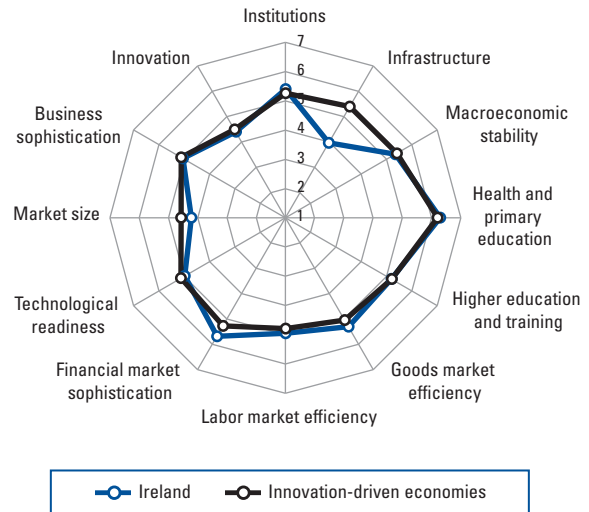 Institutions
7
Innovation
Infrastructure
6
5
Business
sophistication
Macroeconomic
stability
4
3
2
Market size
1
Health and
primary
education
Technological
readiness
Higher education
and training
Financial market
sophistication
Goods market
efficiency
Labor market efficiency
Ireland
Innovation-driven economies